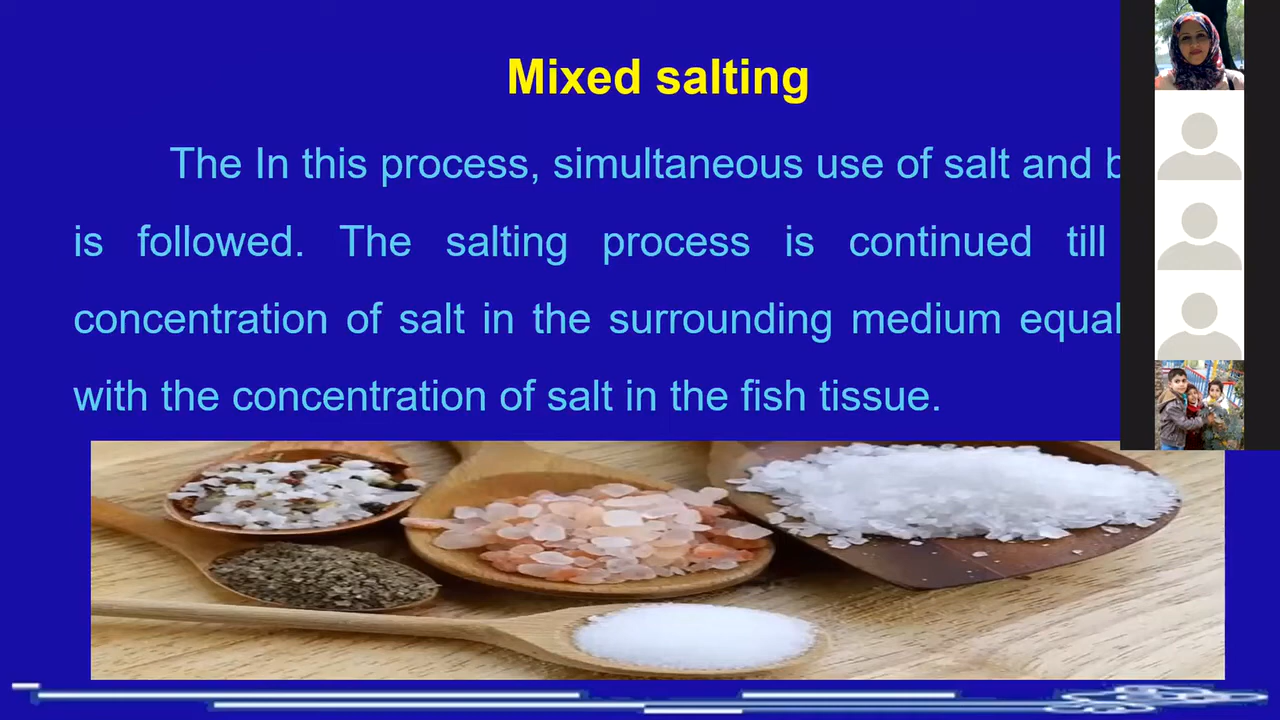 Mixed salting
The In this process, simultaneous use of salt and
is followed. The salting process is continued till
concentration of salt in the surrounding medium
with the concentration of salt in the fish tissue.